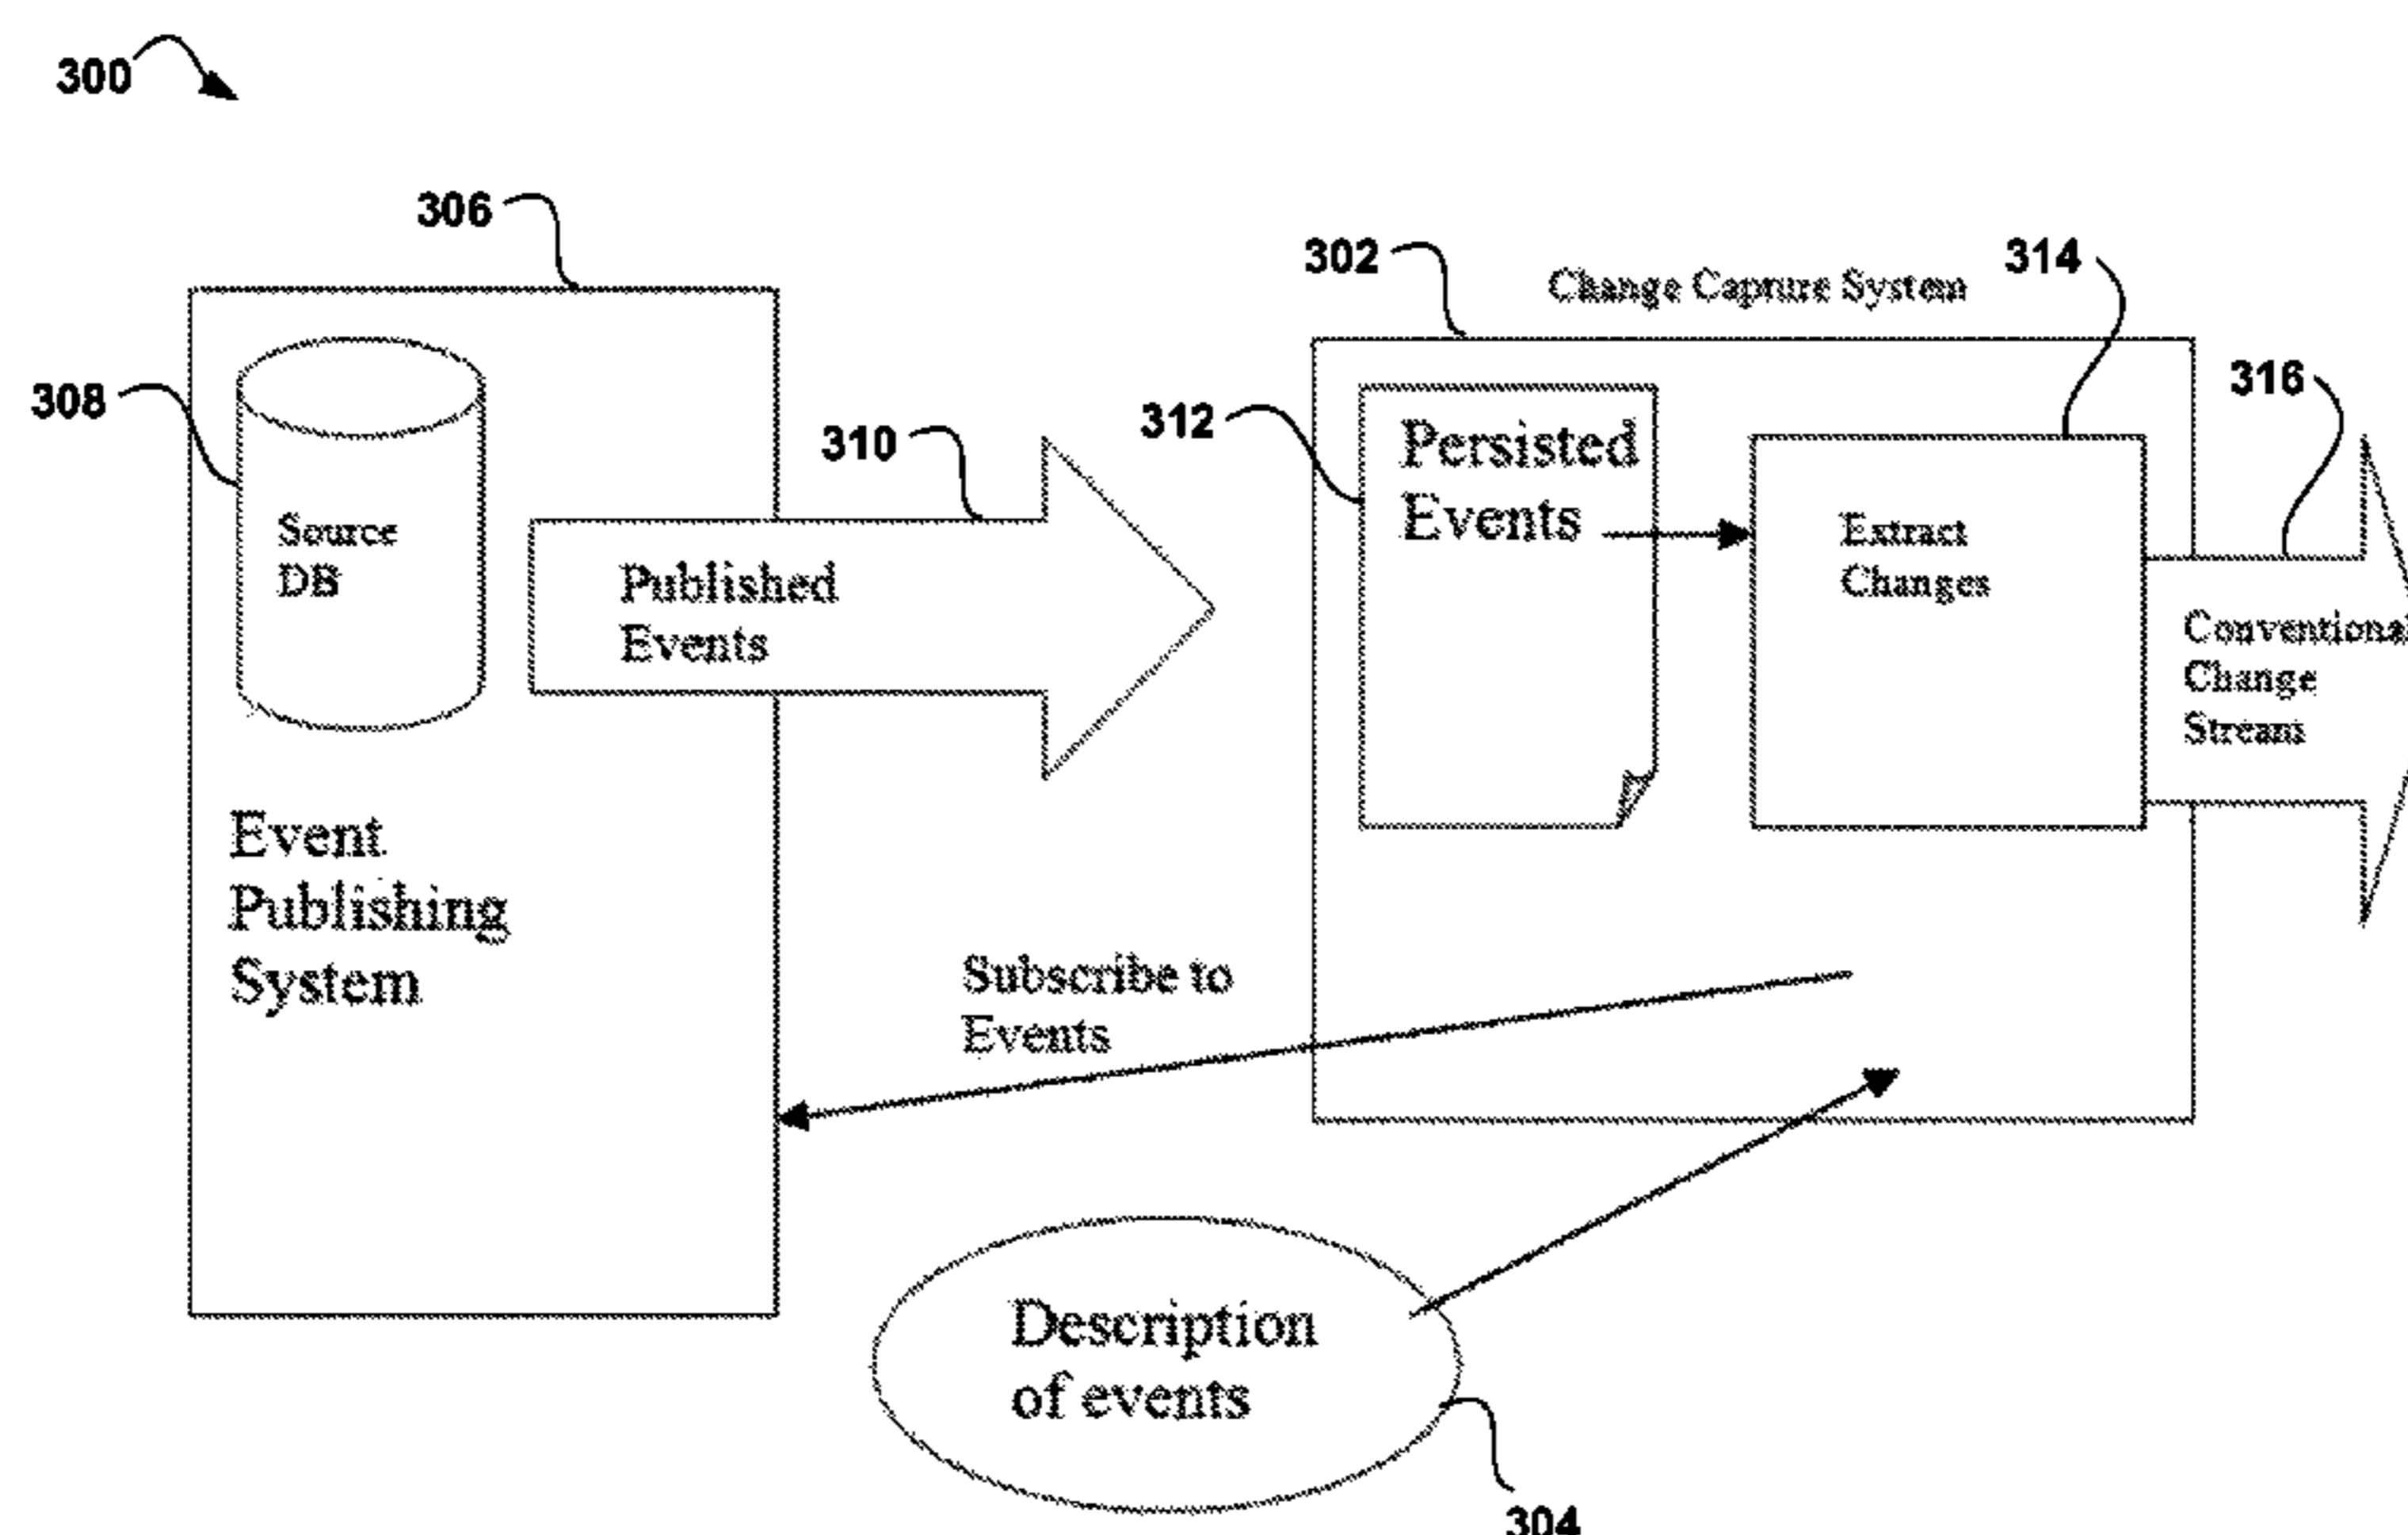 300
306
302
Change Capture System
314
308
310
312
316
Source
DB
Published
Events
Persisted
Events
Extract
Changes
Conventional
Change
Stream
Event
Publishing
System
Subscribe to
Events
Description
of events
304